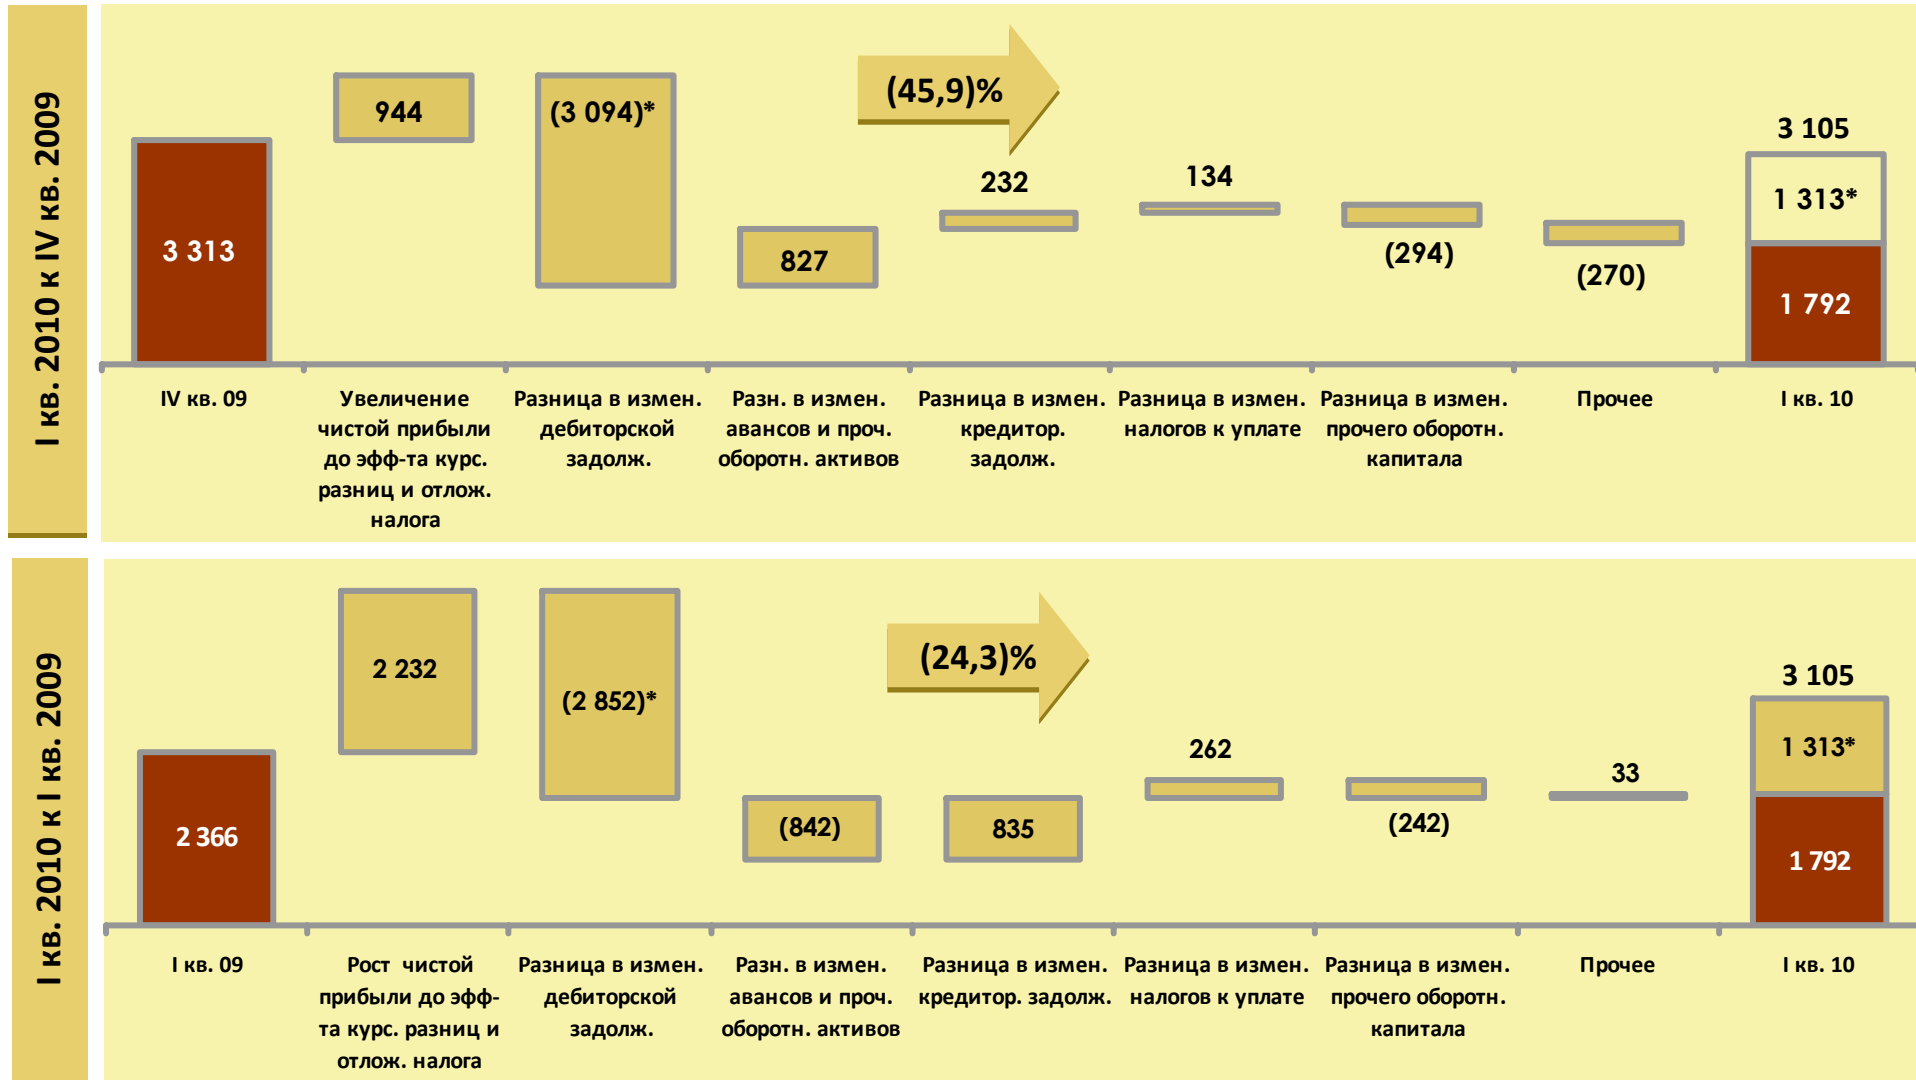 I кв. 2010 к IV кв. 2009
(45,9)%
944
(3 094)*
3 313
827
232
134
(294)
(270)
3 105
1 313*
1 792
IV кв. 09
Увеличение
чистой прибыли
до эфф-та курс.
разниц и отлож.
налога
Разница в измен.
дебиторской
задолж.
Разн. в измен.
авансов и проч.
оборотн. активов
Разница в измен.
кредитор.
задолж.
Разница в измен.
налогов к уплате
Разница в измен.
прочего оборотн.
капитала
Прочее
I кв. 10
I кв. 2010 к I кв. 2009
(24,3)%
2 366
2 232
(2 852)*
(842)
835
262
(242)
33
3 105
1 313*
1 792
I кв. 09
Рост чистой
прибыли до эфф-
та курс. разниц и
отлож. налога
Разница в измен.
дебиторской
задолж.
Разн. в измен.
авансов и проч.
оборотн. активов
Разница в измен.
кредитор. задолж.
Разница в измен.
налогов к уплате
Разница в измен.
прочего оборотн.
капитала
Прочее
I кв. 10